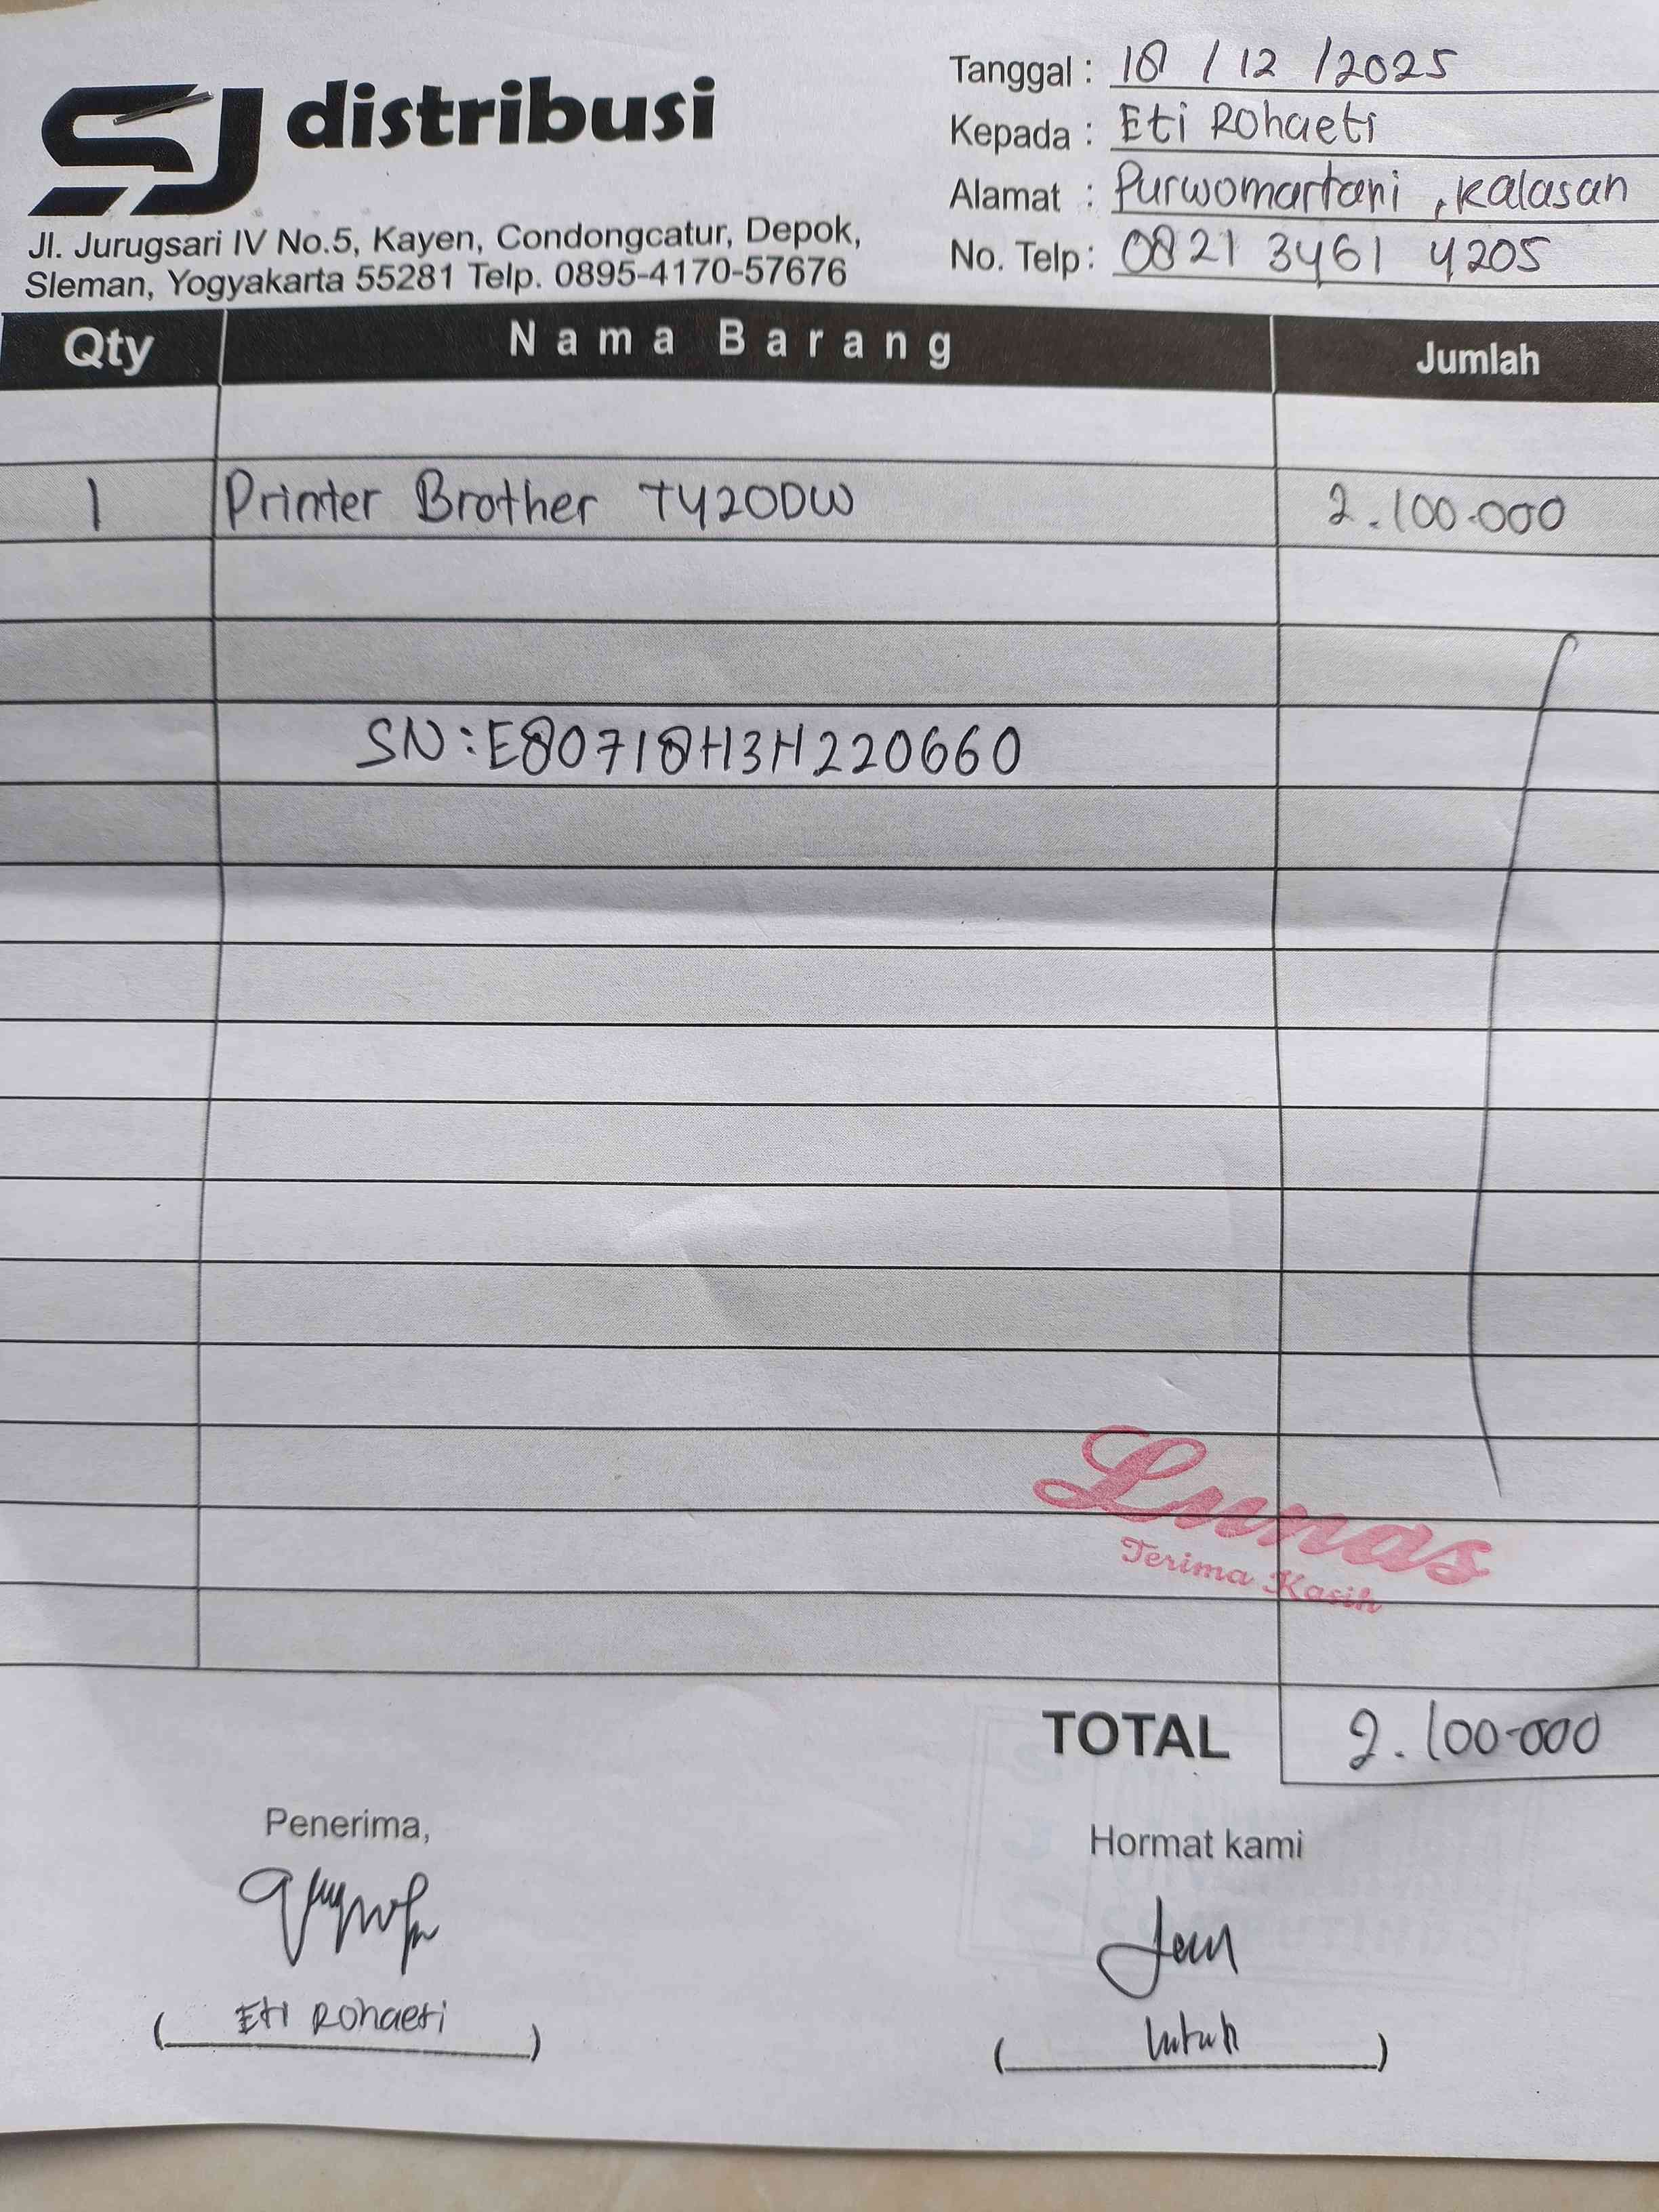 SJ distribusi
Jl. Jurugsari IV No.5, Kayen, Condongcatur, Depok,
Sleman, Yogyakarta 55281 Telp. 0895-4170-57676
Tanggal : 18 / 12 / 2025
Kepada : Eti Rohaeti
Alamat : Purwomartani , Kalasan
No. Telp : 0821 3461 4205
Qty Nama Barang Jumlah
1 Printer Brother T420DW 2.100.000
SN : E80718H3H220660
Lunas
Terima Kasih
TOTAL 2.100.000
Penerima, Hormat kami
( Eti Rohaeti )